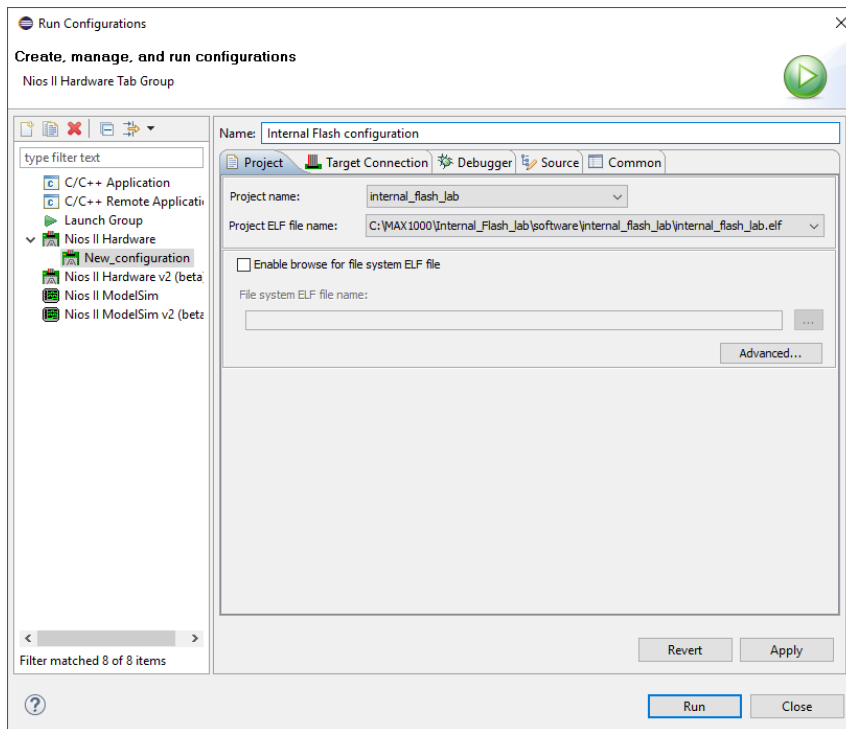 Run Configurations
Create, manage, and run configurations
Nios II Hardware Tab Group
type filter text
C/C++ Application
C/C++ Remote Applicati
Launch Group
Nios II Hardware
New_configuration
Nios II Hardware v2 (beta)
Nios II ModelSim
Nios II ModelSim v2 (beta
Filter matched 8 of 8 items
Name: Internal Flash configuration
Project Target Connection Debugger Source Common
Project name: internal_flash_lab
Project ELF file name: C:\MAX1000\Internal_Flash_lab\software\internal_flash_lab\internal_flash_lab.elf
Enable browse for file system ELF file
File system ELF file name:
...
Advanced...
Revert Apply
? Run Close